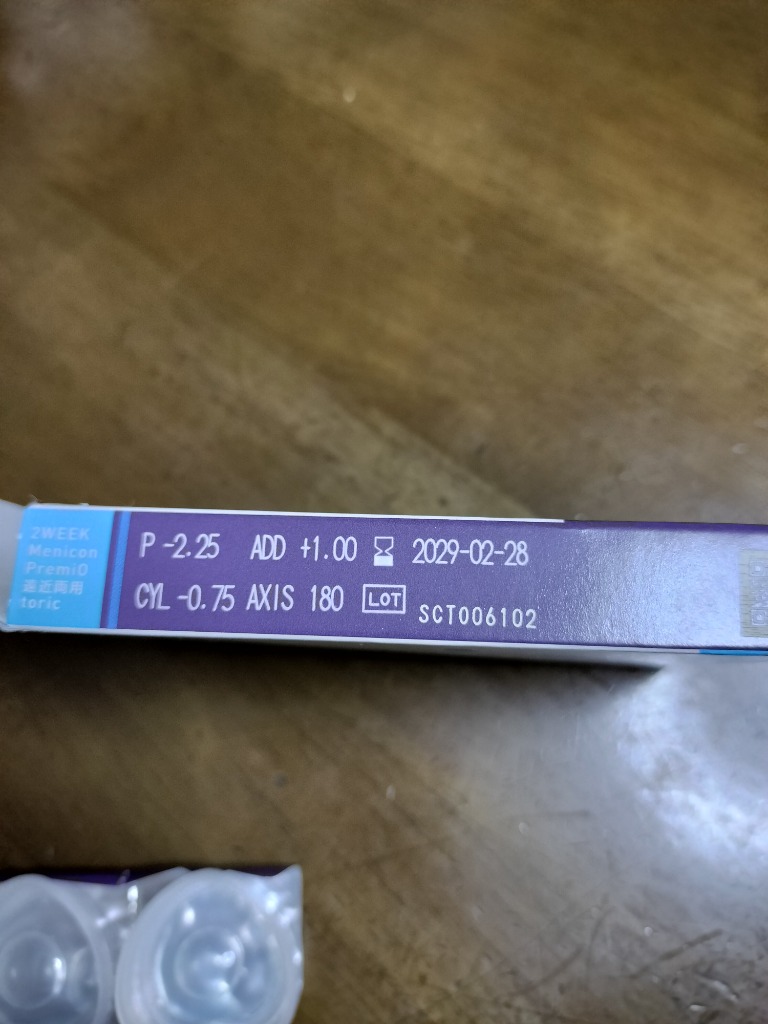 2WEEK
Menicon
PremiO
遠近両用
toric
P -2.25 ADD +1.00 2029-02-28
CYL -0.75 AXIS 180 LOT SCT006102